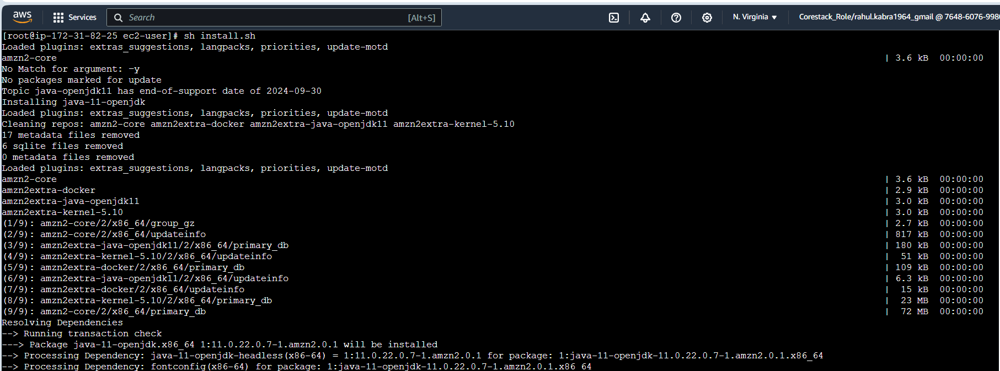 aws
Services
Search
[Alt+S]
N. Virginia
Corestack_Role/rahul.kabra1964_gmail @ 7648-6076-998
[root@ip-172-31-82-25 ec2-user]# sh install.sh
Loaded plugins: extras_suggestions, langpacks, priorities, update-motd
amzn2-core | 3.6 kB 00:00:00
No Match for argument: –y
No packages marked for update
Topic java-openjdk11 has end-of-support date of 2024-09-30
Installing java-11-openjdk
Loaded plugins: extras_suggestions, langpacks, priorities, update-motd
Cleaning repos: amzn2-core amzn2extra-docker amzn2extra-java-openjdk11 amzn2extra-kernel-5.10
17 metadata files removed
6 sqlite files removed
0 metadata files removed
Loaded plugins: extras_suggestions, langpacks, priorities, update-motd
amzn2-core | 3.6 kB 00:00:00
amzn2extra-docker | 2.9 kB 00:00:00
amzn2extra-java-openjdk11 | 3.0 kB 00:00:00
amzn2extra-kernel-5.10 | 3.0 kB 00:00:00
(1/9): amzn2-core/2/x86_64/group_gz | 2.7 kB 00:00:00
(2/9): amzn2-core/2/x86_64/updateinfo | 817 kB 00:00:00
(3/9): amzn2extra-java-openjdk11/2/x86_64/primary_db | 180 kB 00:00:00
(4/9): amzn2extra-kernel-5.10/2/x86_64/updateinfo | 51 kB 00:00:00
(5/9): amzn2extra-docker/2/x86_64/primary_db | 109 kB 00:00:00
(6/9): amzn2extra-java-openjdk11/2/x86_64/updateinfo | 6.3 kB 00:00:00
(7/9): amzn2extra-docker/2/x86_64/updateinfo | 15 kB 00:00:00
(8/9): amzn2extra-kernel-5.10/2/x86_64/primary_db | 23 MB 00:00:00
(9/9): amzn2-core/2/x86_64/primary_db | 72 MB 00:00:00
Resolving Dependencies
--> Running transaction check
---> Package java-11-openjdk.x86_64 1:11.0.22.0.7-1.amzn2.0.1 will be installed
--> Processing Dependency: java-11-openjdk-headless(x86-64) = 1:11.0.22.0.7-1.amzn2.0.1 for package: 1:java-11-openjdk-11.0.22.0.7-1.amzn2.0.1.x86_64
--> Processing Dependency: fontconfig(x86-64) for package: 1:java-11-openjdk-11.0.22.0.7-1.amzn2.0.1.x86_64